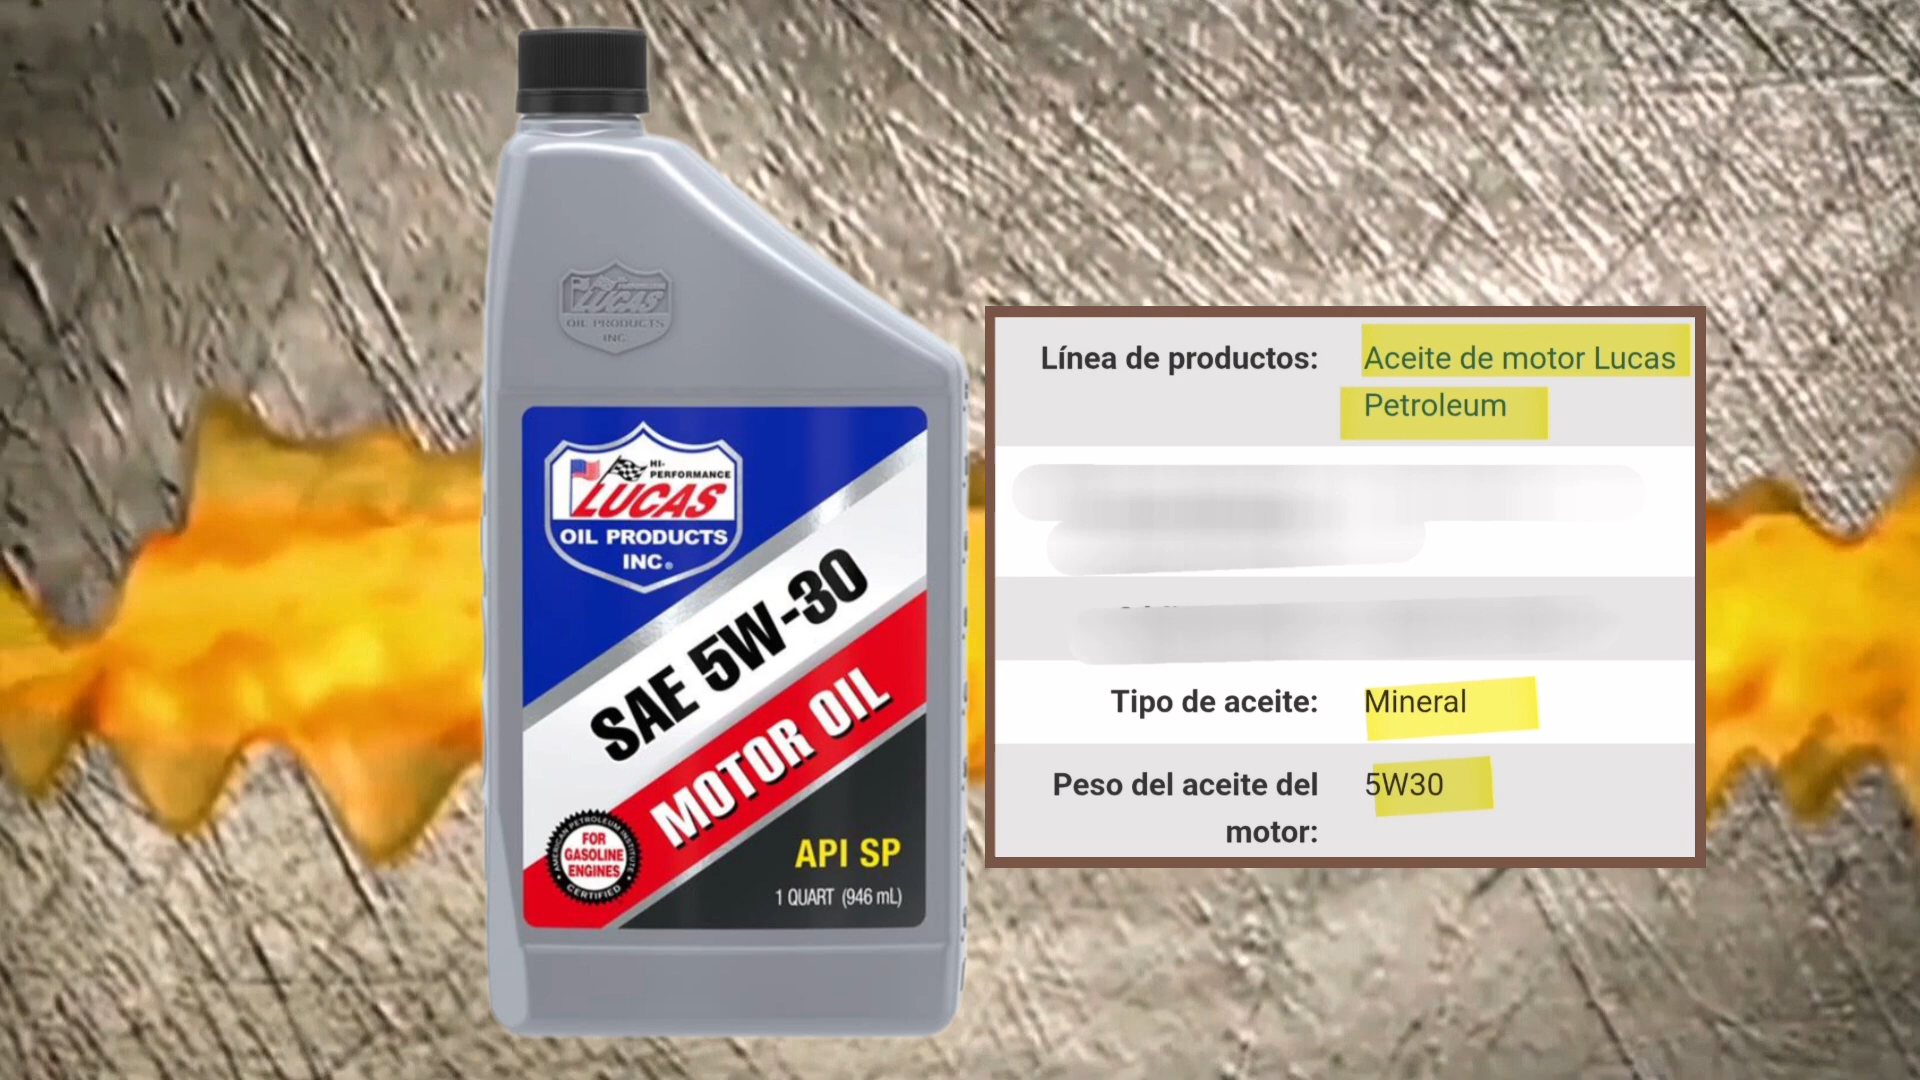 LUCAS
OIL PRODUCTS
INC.
HI-
PERFORMANCE
LUCAS
OIL PRODUCTS
INC.
SAE 5W-30
MOTOR OIL
AMERICAN PETROLEUM INSTITUTE
FOR
GASOLINE
ENGINES
CERTIFIED
API SP
1 QUART (946 mL)
Línea de productos: Aceite de motor Lucas
Petroleum
Tipo de aceite: Mineral
Peso del aceite del 5W30
motor: